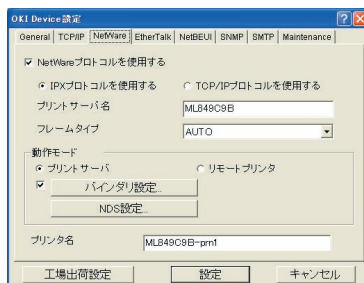 OKI Device 設定
General TCP/IP NetWare EtherTalk NetBEUI SNMP SMTP Maintenance
NetWareプロトコルを使用する
IPXプロトコルを使用する TCP/IPプロトコルを使用する
プリントサーバ名 ML849C9B
フレームタイプ AUTO
動作モード
プリントサーバ リモートプリンタ
バインダリ設定...
NDS設定...
プリンタ名 ML849C9B-prn1
工場出荷設定 設定 キャンセル